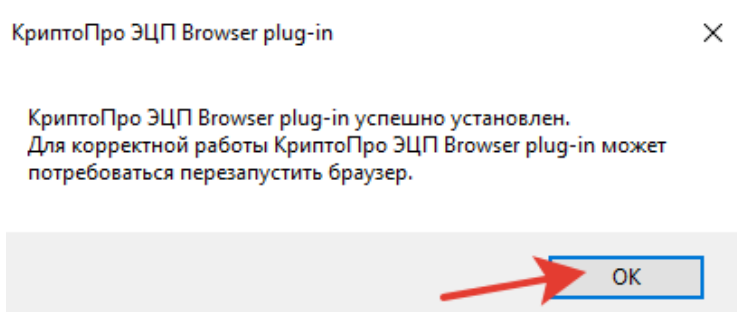 КриптоПро ЭЦП Browser plug-in
КриптоПро ЭЦП Browser plug-in успешно установлен.
Для корректной работы КриптоПро ЭЦП Browser plug-in может
потребоваться перезапустить браузер.
OK